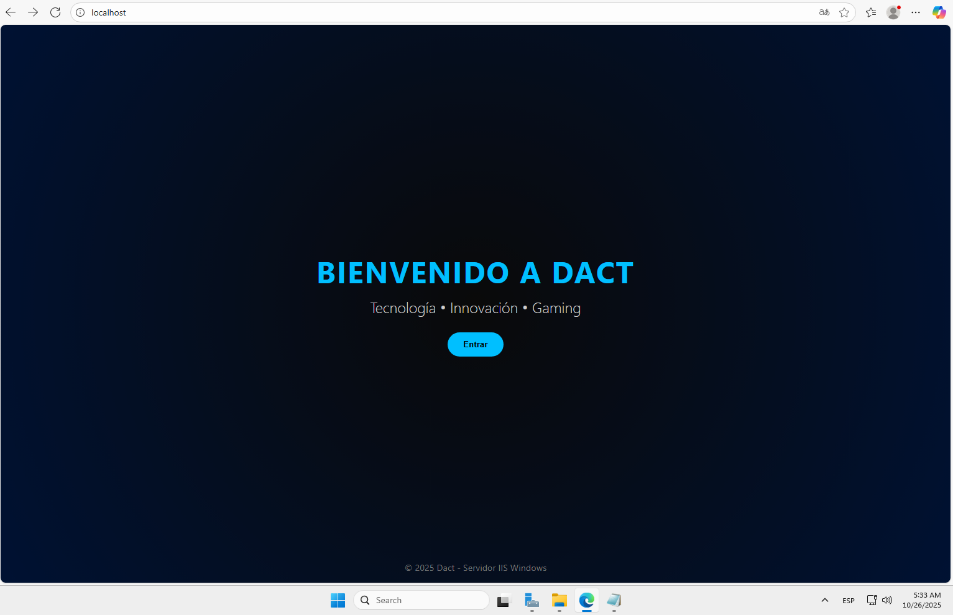 localhost
BIENVENIDO A DACT
Tecnología • Innovación • Gaming
Entrar
© 2025 Dact - Servidor IIS Windows
Search
ESP
5:33 AM
10/26/2025